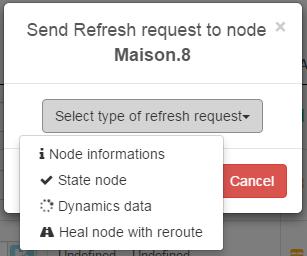 Send Refresh request to node ×
Maison.8
Select type of refresh request
Node informations
State node
Dynamics data
Heal node with reroute
Cancel
Undefined Undefined